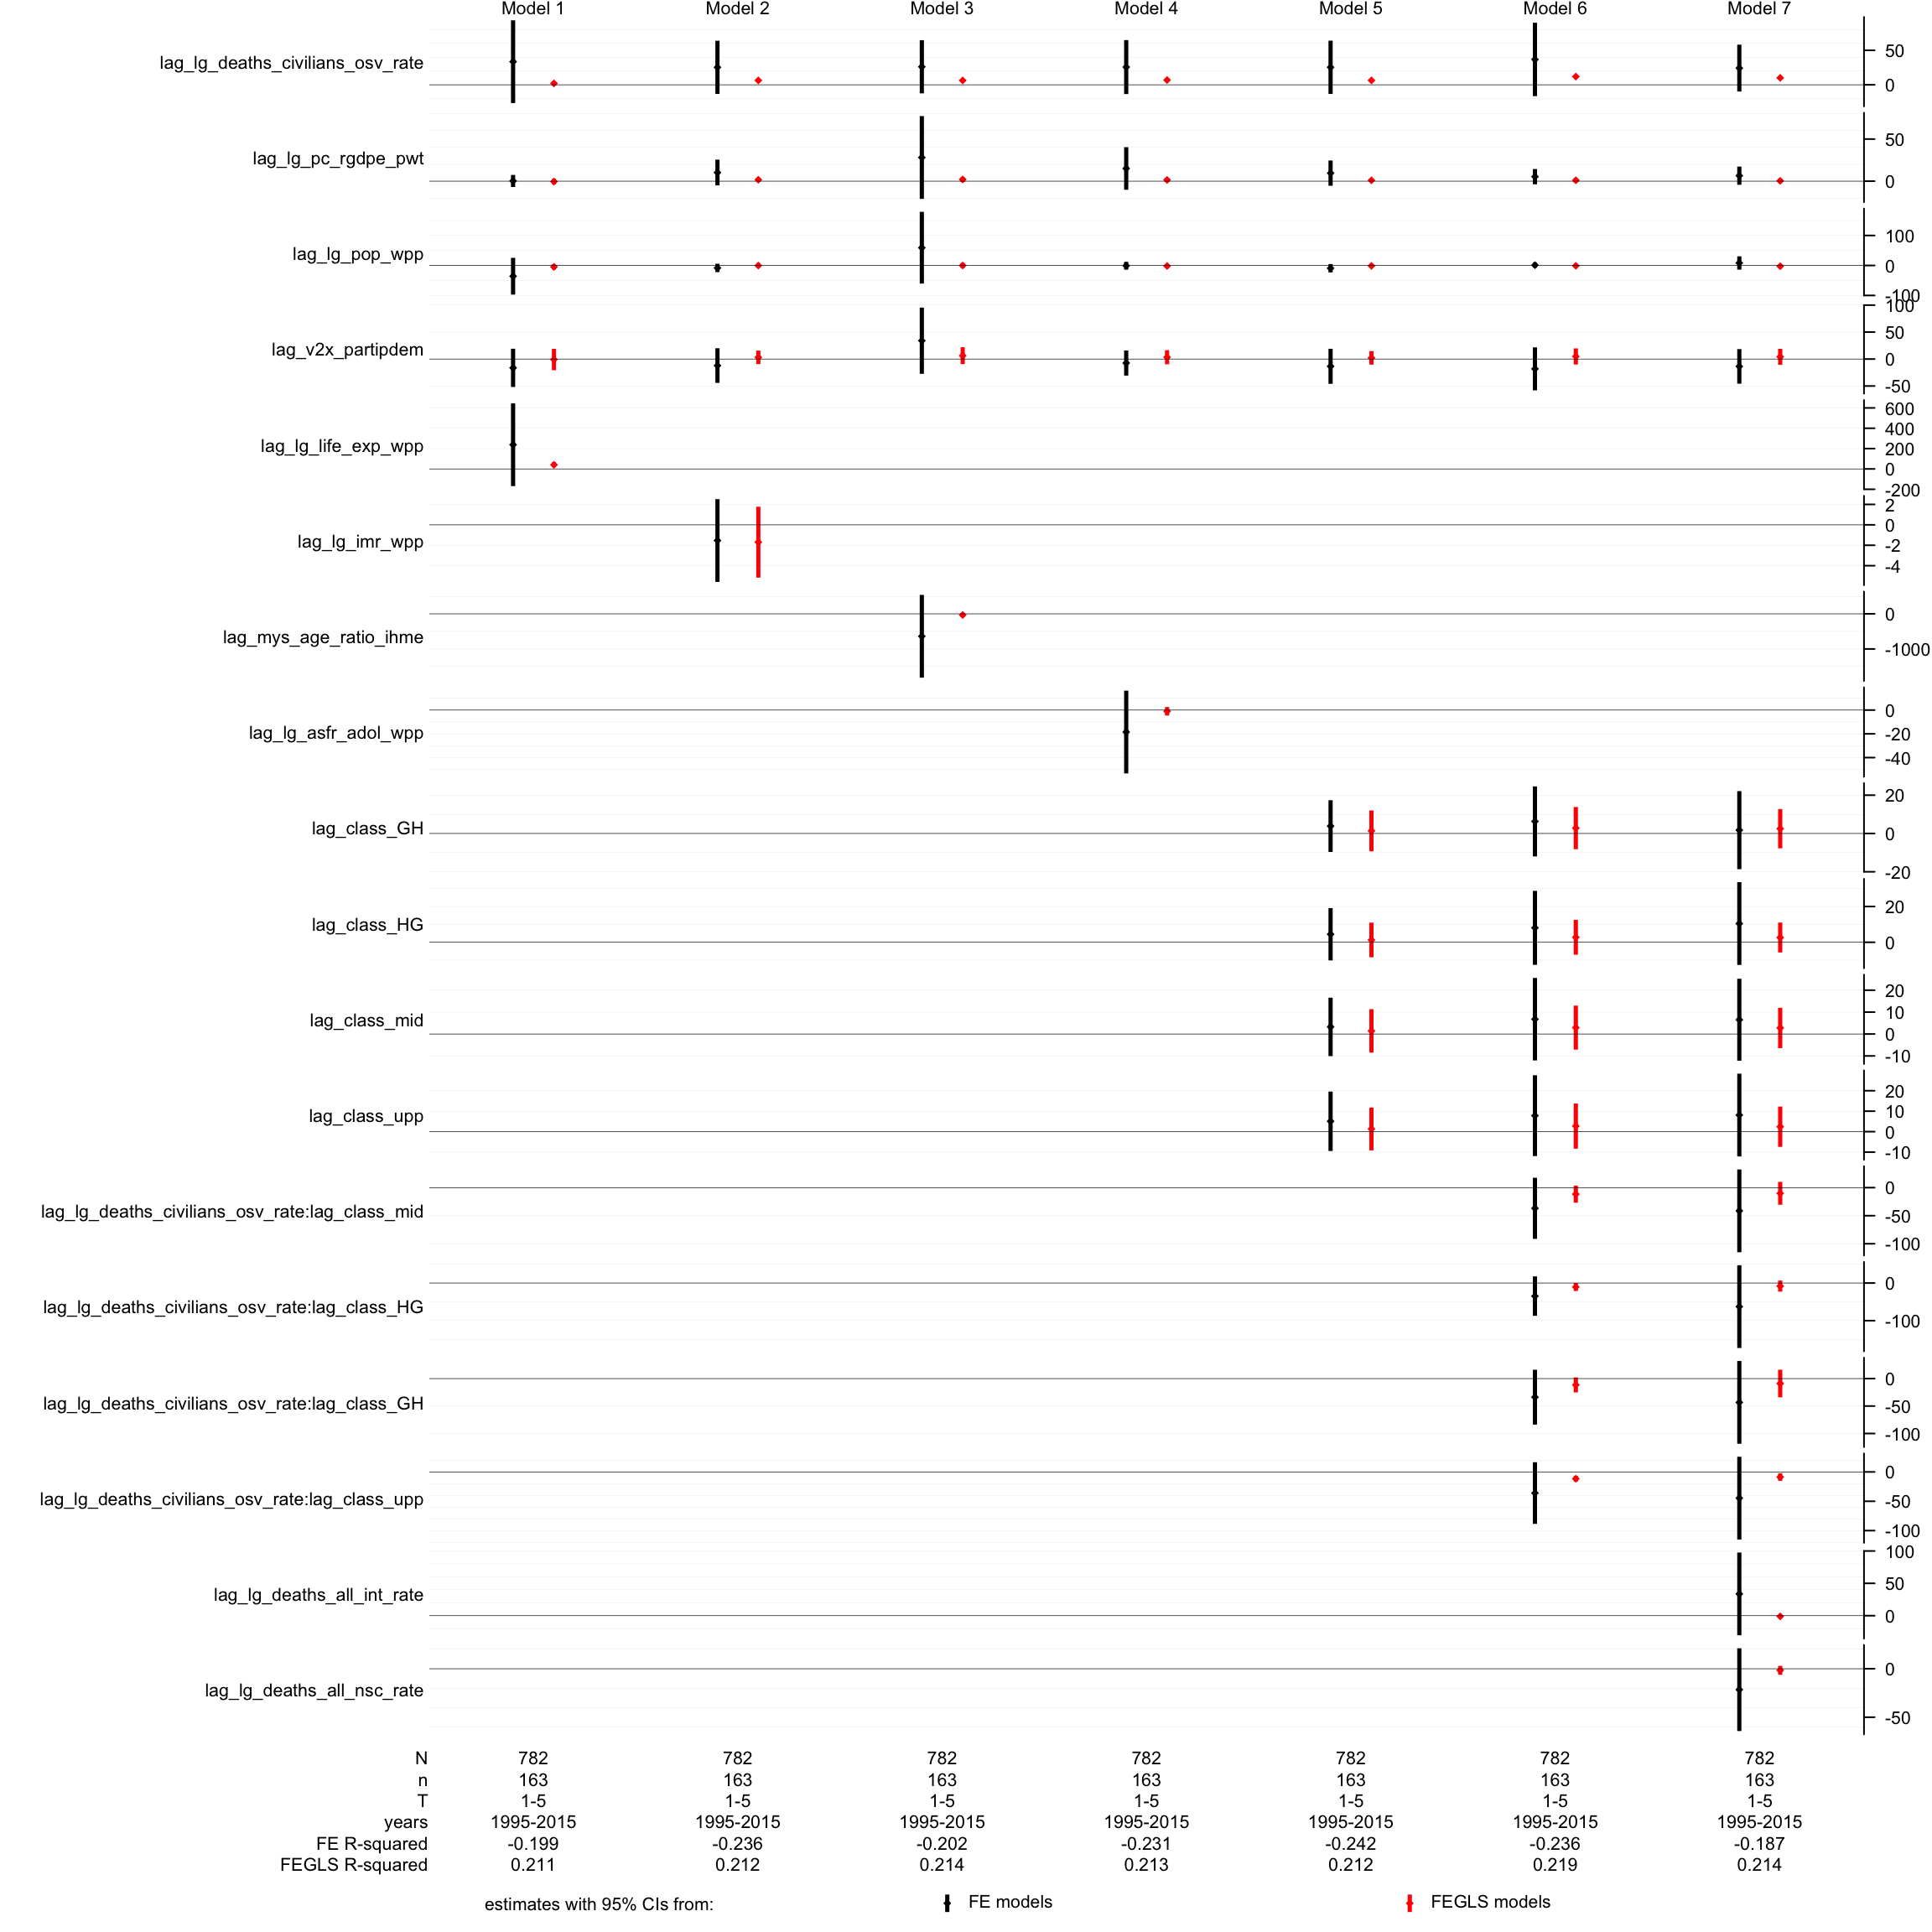 Model 1 Model 2 Model 3 Model 4 Model 5 Model 6 Model 7
lag_lg_deaths_civilians_osv_rate 50 0
lag_lg_pc_rgdpe_pwt 50 0
lag_lg_pop_wpp 100 0 -100
lag_v2x_partipdem 100 50 0 -50
lag_lg_life_exp_wpp 600 400 200 0 -200
lag_lg_imr_wpp 2 0 -2 -4
lag_mys_age_ratio_ihme 0 -1000
lag_lg_asfr_adol_wpp 0 -20 -40
lag_class_GH 20 0 -20
lag_class_HG 20 0
lag_class_mid 20 10 0 -10
lag_class_upp 20 10 0 -10
lag_lg_deaths_civilians_osv_rate:lag_class_mid 0 -50 -100
lag_lg_deaths_civilians_osv_rate:lag_class_HG 0 -100
lag_lg_deaths_civilians_osv_rate:lag_class_GH 0 -50 -100
lag_lg_deaths_civilians_osv_rate:lag_class_upp 0 -50 -100
lag_lg_deaths_all_int_rate 100 50 0
lag_lg_deaths_all_nsc_rate 0 -50
N 782 782 782 782 782 782 782
n 163 163 163 163 163 163 163
T 1-5 1-5 1-5 1-5 1-5 1-5 1-5
years 1995-2015 1995-2015 1995-2015 1995-2015 1995-2015 1995-2015 1995-2015
FE R-squared -0.199 -0.236 -0.202 -0.231 -0.242 -0.236 -0.187
FEGLS R-squared 0.211 0.212 0.214 0.213 0.212 0.219 0.214
estimates with 95% CIs from: FE models FEGLS models